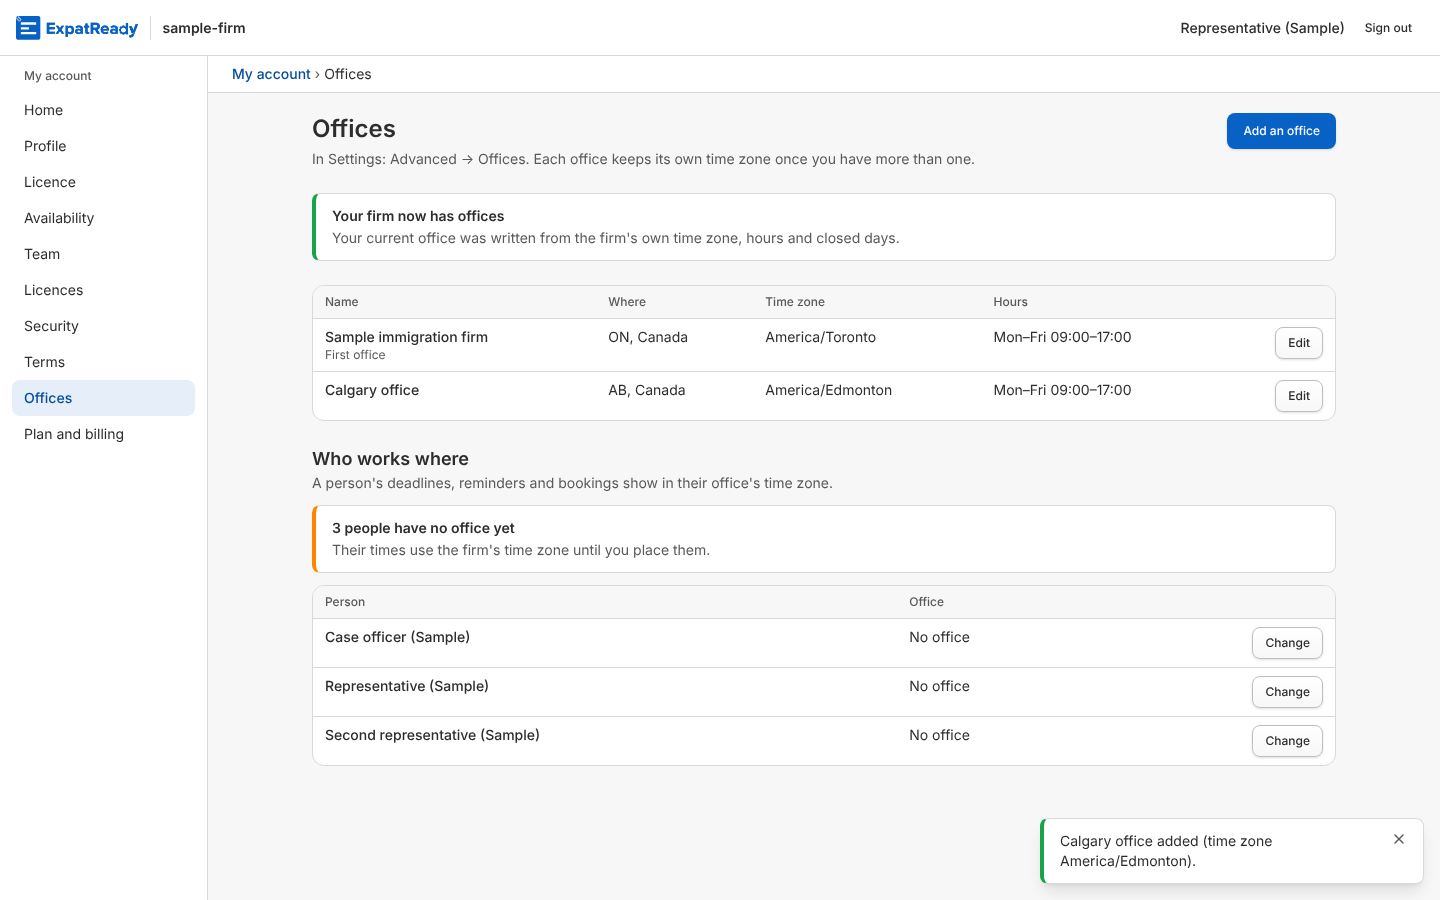 ExpatReady
sample-firm
Representative (Sample)
Sign out
My account
Home
Profile
Licence
Availability
Team
Licences
Security
Terms
Offices
Plan and billing
My account › Offices
Offices
Add an office
In Settings: Advanced → Offices. Each office keeps its own time zone once you have more than one.
Your firm now has offices
Your current office was written from the firm's own time zone, hours and closed days.
Name Where Time zone Hours
Sample immigration firm ON, Canada America/Toronto Mon–Fri 09:00–17:00 Edit
First office
Calgary office AB, Canada America/Edmonton Mon–Fri 09:00–17:00 Edit
Who works where
A person's deadlines, reminders and bookings show in their office's time zone.
3 people have no office yet
Their times use the firm's time zone until you place them.
Person Office
Case officer (Sample) No office Change
Representative (Sample) No office Change
Second representative (Sample) No office Change
Calgary office added (time zone
America/Edmonton).